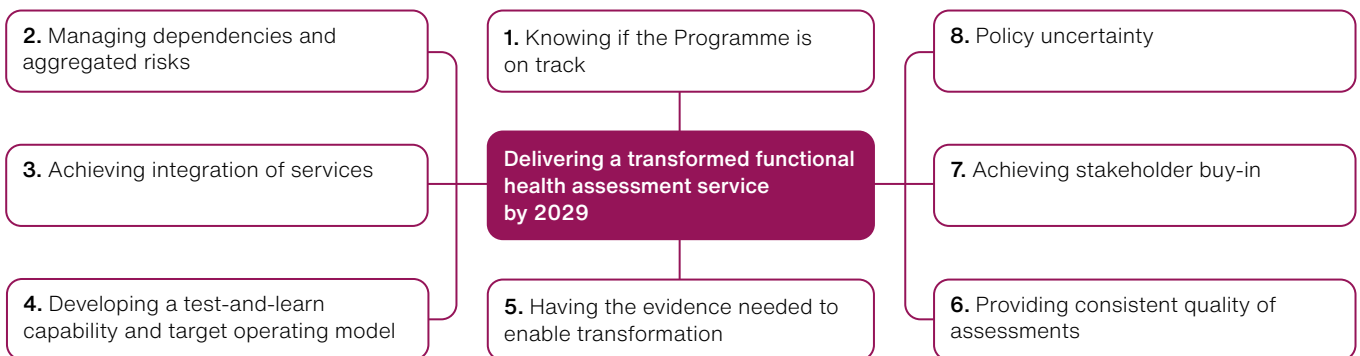 2. Managing dependencies and
aggregated risks
1. Knowing if the Programme is
on track
8. Policy uncertainty
3. Achieving integration of services
Delivering a transformed functional
health assessment service
by 2029
7. Achieving stakeholder buy-in
4. Developing a test-and-learn
capability and target operating model
5. Having the evidence needed to
enable transformation
6. Providing consistent quality of
assessments